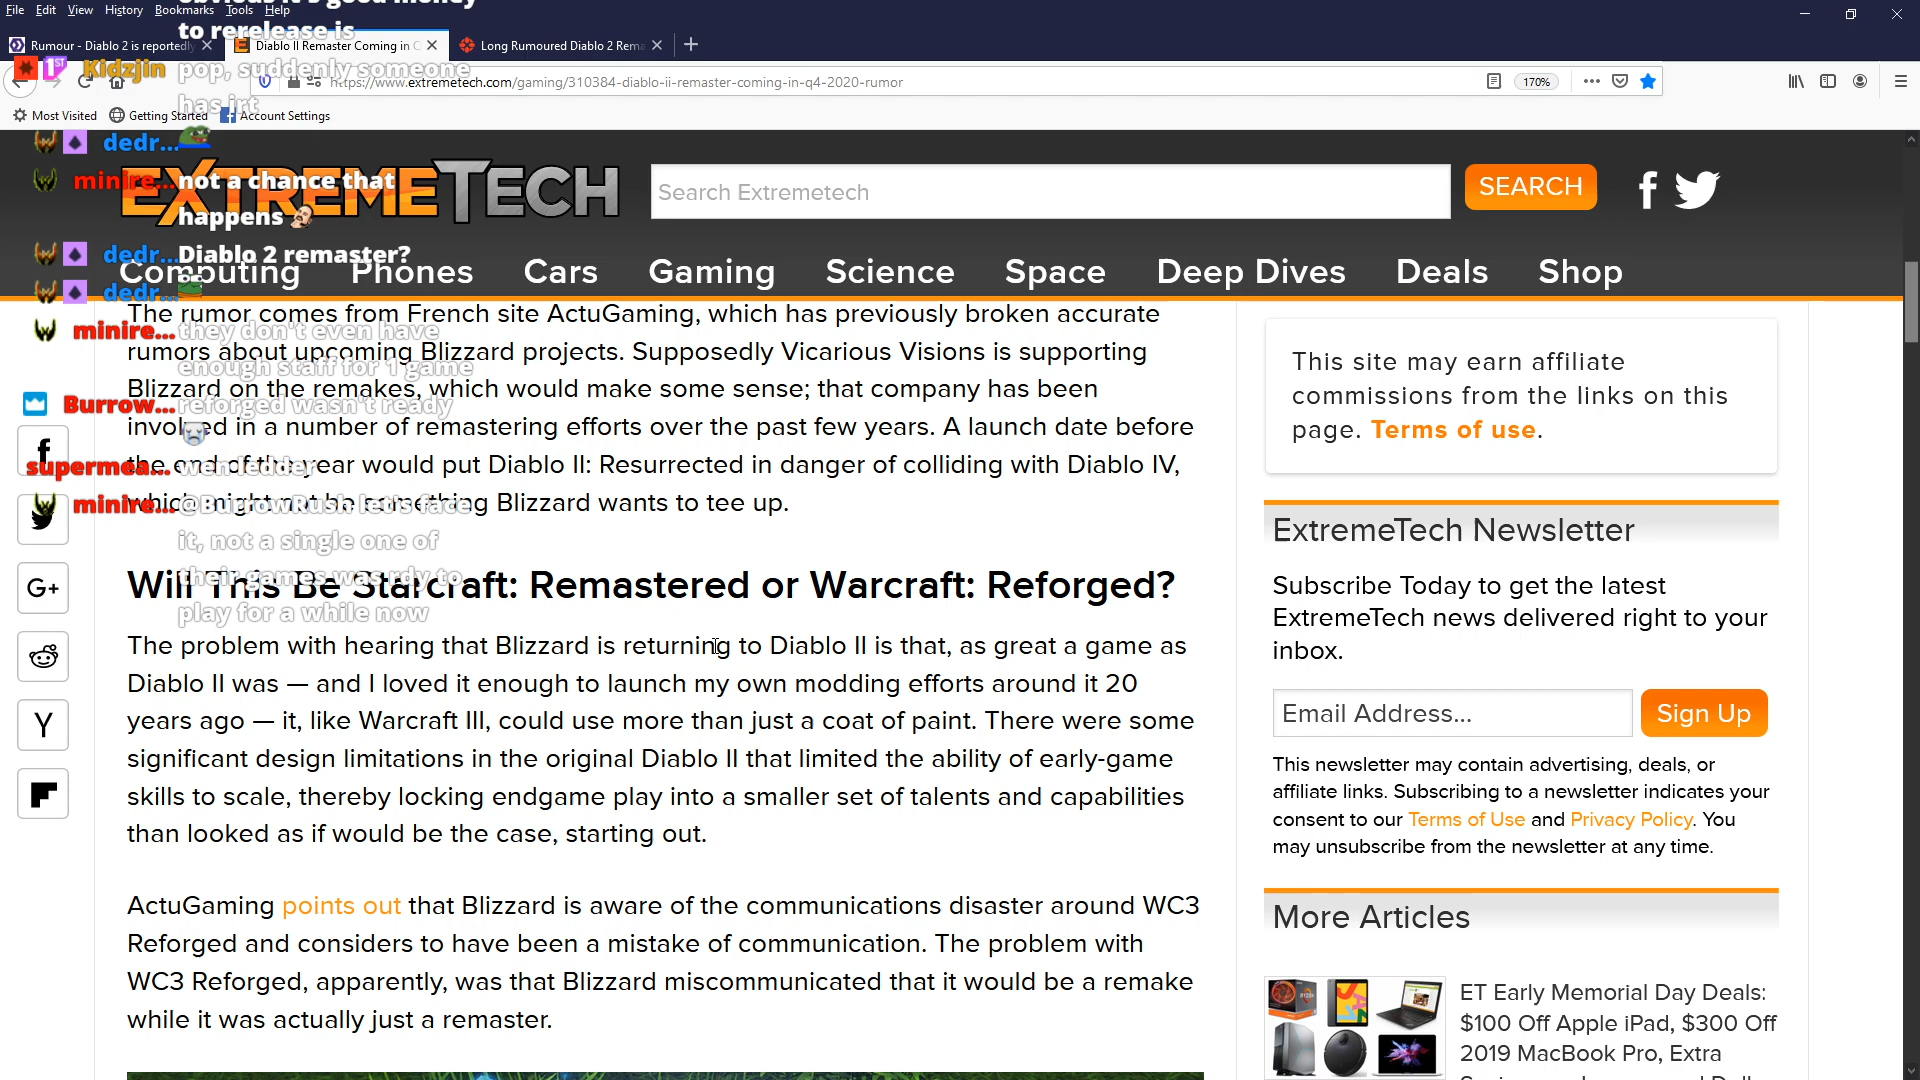 File Edit View History Bookmarks Tools Help
to rerelease is
Rumour - Diablo 2 is reportedl
Diablo II Remaster Coming in
Long Rumoured Diablo 2 Rema
Kidzjin pop, suddenly someone
has irt
https://www.extremetech.com/gaming/310384-diablo-ii-remaster-coming-in-q4-2020-rumor
170%
Most Visited Getting Started Account Settings
dedr...
minire... not a chance that
happens
dedr... Diablo 2 remaster?
dedr...
minire... they don't even have
enough staff for 1 game
Burrow... reforged wasn't ready
supermea... wen ledder
minire... @BurrowRush let's face
it, not a single one of
their games was rdy to
play for a while now
EXTREMETECH
Search Extremetech
SEARCH
Computing Phones Cars Gaming Science Space Deep Dives Deals Shop
The rumor comes from French site ActuGaming, which has previously broken accurate
rumors about upcoming Blizzard projects. Supposedly Vicarious Visions is supporting
Blizzard on the remakes, which would make some sense; that company has been
involved in a number of remastering efforts over the past few years. A launch date before
the end of the year would put Diablo II: Resurrected in danger of colliding with Diablo IV,
which might not be something Blizzard wants to tee up.
Will This Be Starcraft: Remastered or Warcraft: Reforged?
The problem with hearing that Blizzard is returning to Diablo II is that, as great a game as
Diablo II was — and I loved it enough to launch my own modding efforts around it 20
years ago — it, like Warcraft III, could use more than just a coat of paint. There were some
significant design limitations in the original Diablo II that limited the ability of early-game
skills to scale, thereby locking endgame play into a smaller set of talents and capabilities
than looked as if would be the case, starting out.
ActuGaming points out that Blizzard is aware of the communications disaster around WC3
Reforged and considers to have been a mistake of communication. The problem with
WC3 Reforged, apparently, was that Blizzard miscommunicated that it would be a remake
while it was actually just a remaster.
G+
Y
This site may earn affiliate
commissions from the links on this
page. Terms of use.
ExtremeTech Newsletter
Subscribe Today to get the latest
ExtremeTech news delivered right to your
inbox.
Email Address...
Sign Up
This newsletter may contain advertising, deals, or
affiliate links. Subscribing to a newsletter indicates your
consent to our Terms of Use and Privacy Policy. You
may unsubscribe from the newsletter at any time.
More Articles
ET Early Memorial Day Deals:
$100 Off Apple iPad, $300 Off
2019 MacBook Pro, Extra